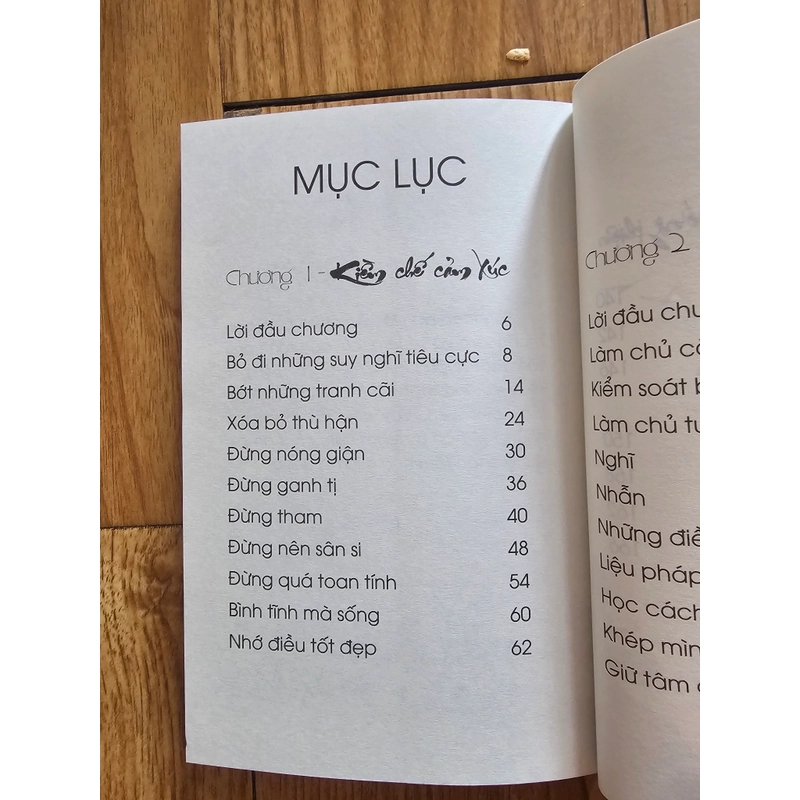 MỤC LỤC
Chương 1 - Kiềm chế cảm xúc
Lời đầu chương 6
Bỏ đi những suy nghĩ tiêu cực 8
Bớt những tranh cãi 14
Xóa bỏ thù hận 24
Đừng nóng giận 30
Đừng ganh tị 36
Đừng tham 40
Đừng nên sân si 48
Đừng quá toan tính 54
Bình tĩnh mà sống 60
Nhớ điều tốt đẹp 62
Chương 2
Lời đầu
Làm chủ
Kiểm soát
Làm chủ
Nghĩ
Nhẫn
Những
Liệu pháp
Học cách
Khép
Giữ tâm